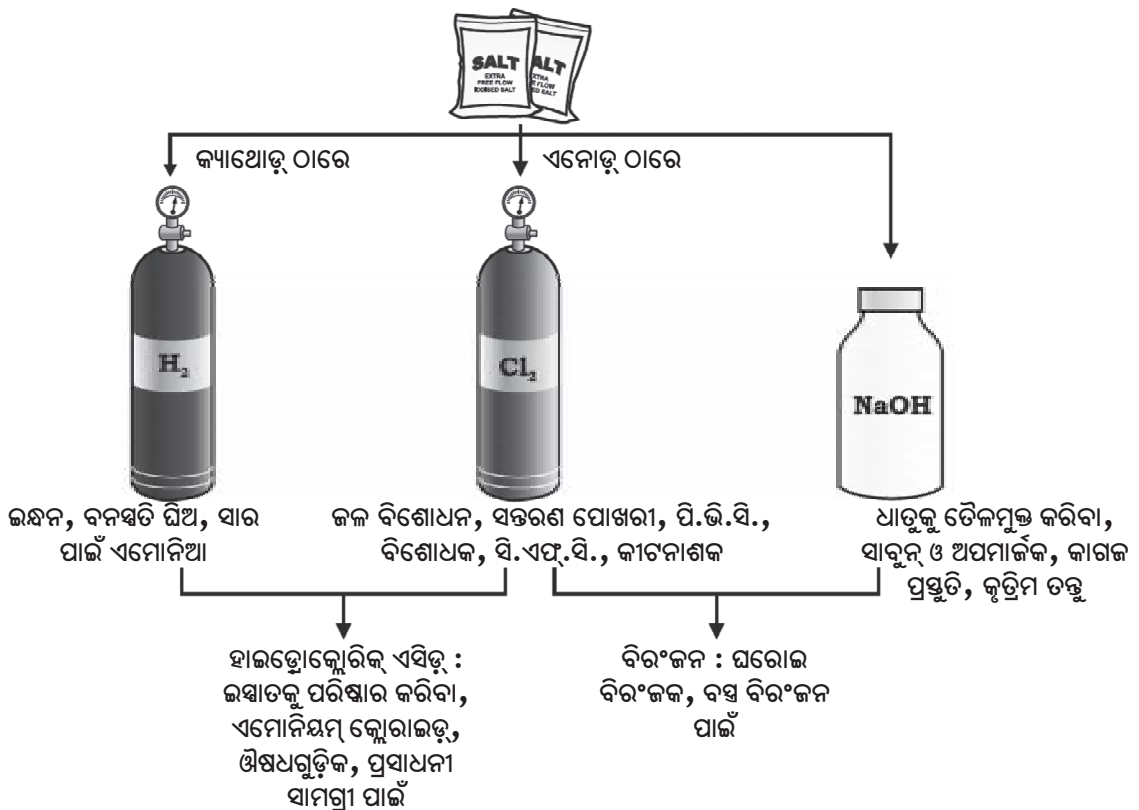 SALT
EXTRA
FREE FLOW
IODISED SALT
ALT
EXTRA
E FLOW
ED SALT
କ୍ୟାଥୋଡ୍ ଠାରେ
ଏନୋଡ୍ ଠାରେ
H₂
Cl₂
NaOH
ଇନ୍ଧନ, ବନସ୍ପତି ଘିଅ, ସାର
ପାଇଁ ଏମୋନିଆ
ଜଳ ବିଶୋଧନ, ସନ୍ତରଣ ପୋଖରୀ, ପି.ଭି.ସି.,
ବିଶୋଧକ, ସି.ଏଫ୍.ସି., କୀଟନାଶକ
ଧାତୁକୁ ତୈଳମୁକ୍ତ କରିବା,
ସାବୁନ୍ ଓ ଅପମାର୍ଜକ, କାଗଜ
ପ୍ରସ୍ତୁତି, କୃତ୍ରିମ ତନ୍ତୁ
ହାଇଡ୍ରୋକ୍ଲୋରିକ୍ ଏସିଡ୍ :
ଇସ୍ପାତକୁ ପରିଷ୍କାର କରିବା,
ଏମୋନିୟମ୍ କ୍ଲୋରାଇଡ୍,
ଔଷଧଗୁଡ଼ିକ, ପ୍ରସାଧନୀ
ସାମଗ୍ରୀ ପାଇଁ
ବିରଂଜନ : ଘରୋଇ
ବିରଂଜକ, ବସ୍ତ୍ର ବିରଂଜନ
ପାଇଁ